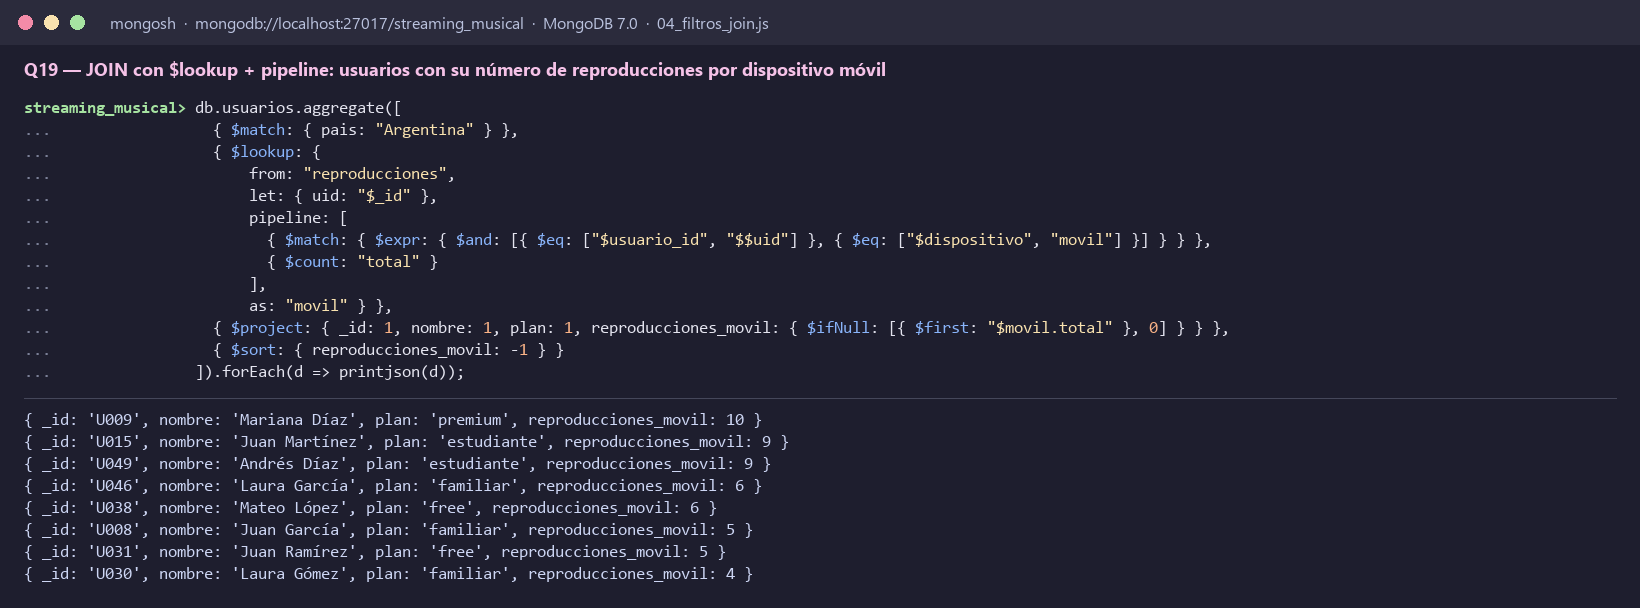 mongosh · mongodb://localhost:27017/streaming_musical · MongoDB 7.0 · 04_filtros_join.js
Q19 — JOIN con $lookup + pipeline: usuarios con su número de reproducciones por dispositivo móvil
streaming_musical> db.usuarios.aggregate([
...                  { $match: { pais: "Argentina" } },
...                  { $lookup: {
...                      from: "reproducciones",
...                      let: { uid: "$_id" },
...                      pipeline: [
...                        { $match: { $expr: { $and: [{ $eq: ["$usuario_id", "$$uid"] }, { $eq: ["$dispositivo", "movil"] }] } } },
...                        { $count: "total" }
...                      ],
...                      as: "movil" } },
...                  { $project: { _id: 1, nombre: 1, plan: 1, reproducciones_movil: { $ifNull: [{ $first: "$movil.total" }, 0] } } },
...                  { $sort: { reproducciones_movil: -1 } }
...                ]).forEach(d => printjson(d));
{ _id: 'U009', nombre: 'Mariana Díaz', plan: 'premium', reproducciones_movil: 10 }
{ _id: 'U015', nombre: 'Juan Martínez', plan: 'estudiante', reproducciones_movil: 9 }
{ _id: 'U049', nombre: 'Andrés Díaz', plan: 'estudiante', reproducciones_movil: 9 }
{ _id: 'U046', nombre: 'Laura García', plan: 'familiar', reproducciones_movil: 6 }
{ _id: 'U038', nombre: 'Mateo López', plan: 'free', reproducciones_movil: 6 }
{ _id: 'U008', nombre: 'Juan García', plan: 'familiar', reproducciones_movil: 5 }
{ _id: 'U031', nombre: 'Juan Ramírez', plan: 'free', reproducciones_movil: 5 }
{ _id: 'U030', nombre: 'Laura Gómez', plan: 'familiar', reproducciones_movil: 4 }